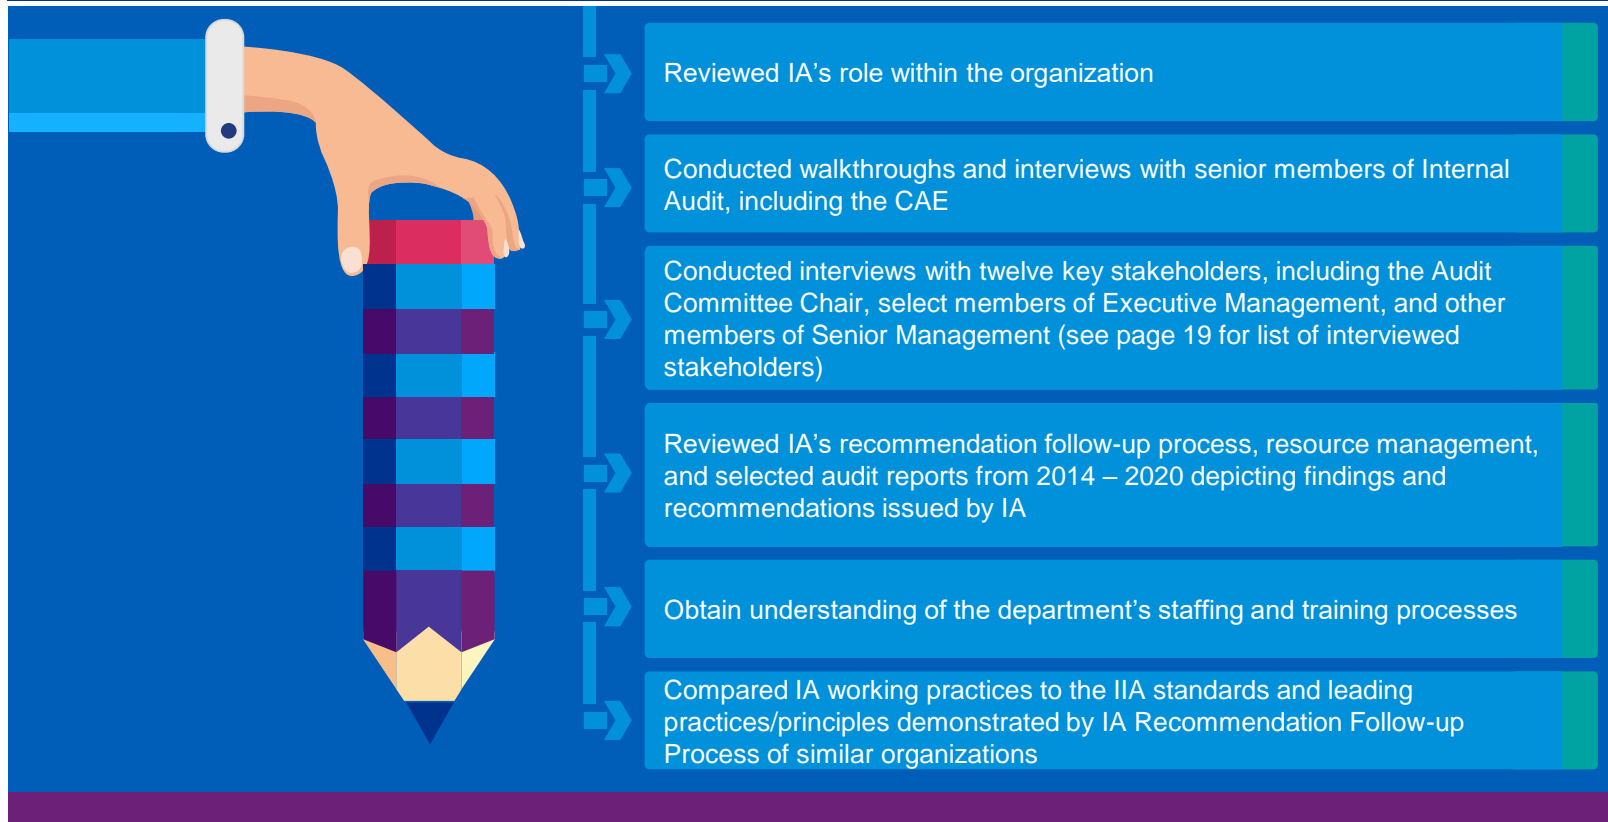 Reviewed IA’s role within the organization
Conducted walkthroughs and interviews with senior members of Internal
Audit, including the CAE
Conducted interviews with twelve key stakeholders, including the Audit
Committee Chair, select members of Executive Management, and other
members of Senior Management (see page 19 for list of interviewed
stakeholders)
Reviewed IA’s recommendation follow-up process, resource management,
and selected audit reports from 2014 – 2020 depicting findings and
recommendations issued by IA
Obtain understanding of the department’s staffing and training processes
Compared IA working practices to the IIA standards and leading
practices/principles demonstrated by IA Recommendation Follow-up
Process of similar organizations